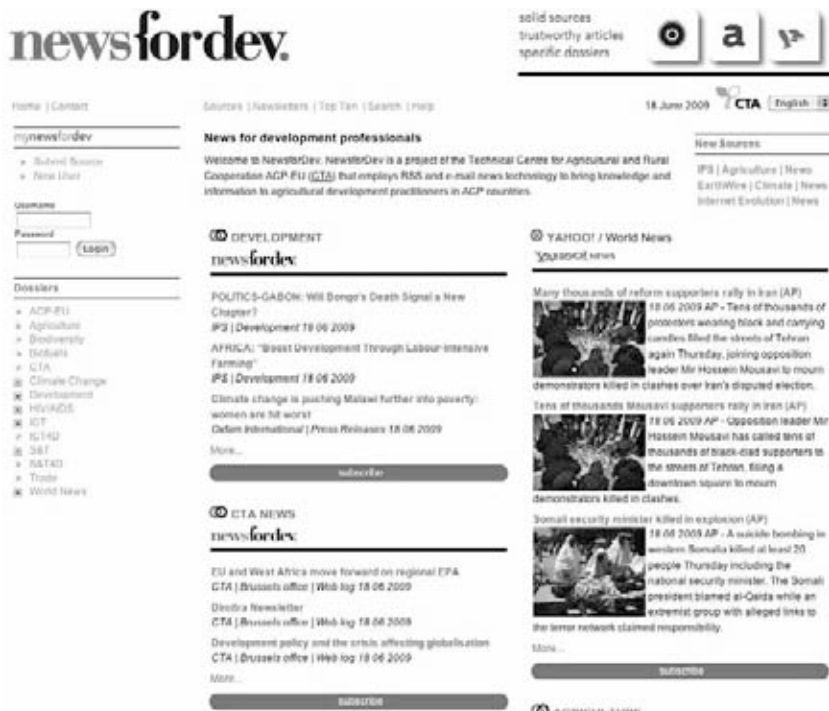 newsfordev.
solid sources
trustworthy articles
specific dossiers
a
Home | Contact
Sources | Newsletters | Top Ten | Search | Help
18 June 2009
CTA
English
mynewsfordev
Submit Source
New User
Username
Password
Login
Dossiers
ACP-EU
Agriculture
Biodiversity
Biofuels
CTA
Climate Change
Development
HIV/AIDS
ICT
ICT4D
S&T
S&T4D
Trade
World News
News for development professionals
Welcome to NewsforDev. NewsforDev is a project of the Technical Centre for Agricultural and Rural
Cooperation ACP-EU (CTA) that employs RSS and e-mail news technology to bring knowledge and
information to agricultural development practitioners in ACP countries.
New Sources
IPS | Agriculture | News
EarthWire | Climate | News
Internet Evolution | News
DEVELOPMENT
newsfordev.
POLITICS-GABON: Will Bongo's Death Signal a New
Chapter?
IPS | Development 18 06 2009
AFRICA: "Boost Development Through Labour-Intensive
Farming"
IPS | Development 18 06 2009
Climate change is pushing Malawi further into poverty:
women are hit worst
Oxfam International | Press Releases 18 06 2009
More...
subscribe
CTA NEWS
newsfordev.
EU and West Africa move forward on regional EPA
CTA | Brussels office | Web log 18 06 2009
Dimitra Newsletter
CTA | Brussels office | Web log 18 06 2009
Development policy and the crisis affecting globalisation
CTA | Brussels office | Web log 18 06 2009
More...
subscribe
YAHOO! / World News
YAHOO! NEWS
Many thousands of reform supporters rally in Iran (AP)
18 06 2009 AP - Tens of thousands of
protesters wearing black and carrying
candles filled the streets of Tehran
again Thursday, joining opposition
leader Mir Hossein Mousavi to mourn
demonstrators killed in clashes over Iran's disputed election.
Tens of thousands Mousavi supporters rally in Iran (AP)
18 06 2009 AP - Opposition leader Mir
Hossein Mousavi has called tens of
thousands of black-clad supporters to
the streets of Tehran, filling a
downtown square to mourn
demonstrators killed in clashes.
Somali security minister killed in explosion (AP)
18 06 2009 AP - A suicide bombing in
western Somalia killed at least 20
people Thursday including the
national security minister. The Somali
president blamed al-Qaida while an
extremist group with alleged links to
the terror network claimed responsibility.
More...
subscribe
AGRICULTURE